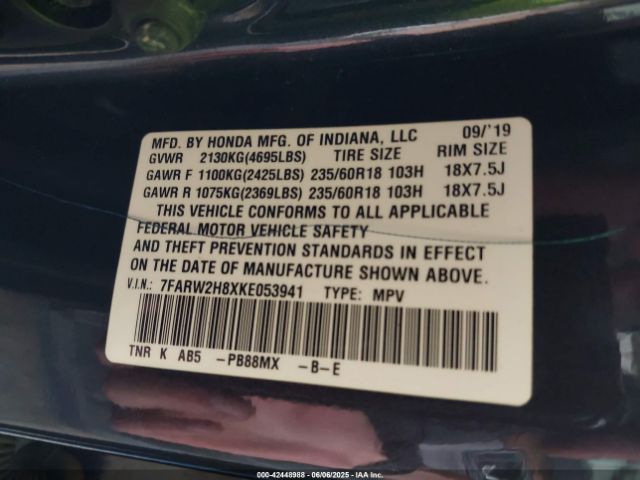 MFD. BY HONDA MFG. OF INDIANA, LLC 09/'19
GVWR 2130KG(4695LBS) TIRE SIZE RIM SIZE
GAWR F 1100KG(2425LBS) 235/60R18 103H 18X7.5J
GAWR R 1075KG(2369LBS) 235/60R18 103H 18X7.5J
THIS VEHICLE CONFORMS TO ALL APPLICABLE
FEDERAL MOTOR VEHICLE SAFETY
AND THEFT PREVENTION STANDARDS IN EFFECT
ON THE DATE OF MANUFACTURE SHOWN ABOVE.
V.I.N.: 7FARW2H8XKE053941 TYPE: MPV
TNR K AB5 -PB88MX -B-E
000-42448988 - 06/06/2025 - IAA Inc.